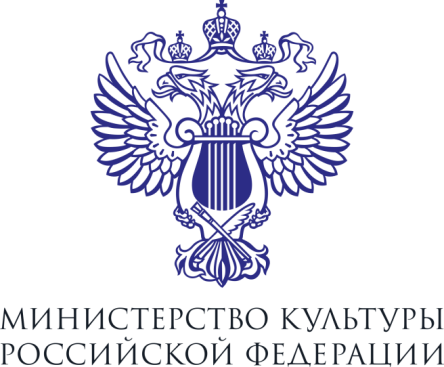 МИНИСТЕРСТВО КУЛЬТУРЫ
РОССИЙСКОЙ ФЕДЕРАЦИИ